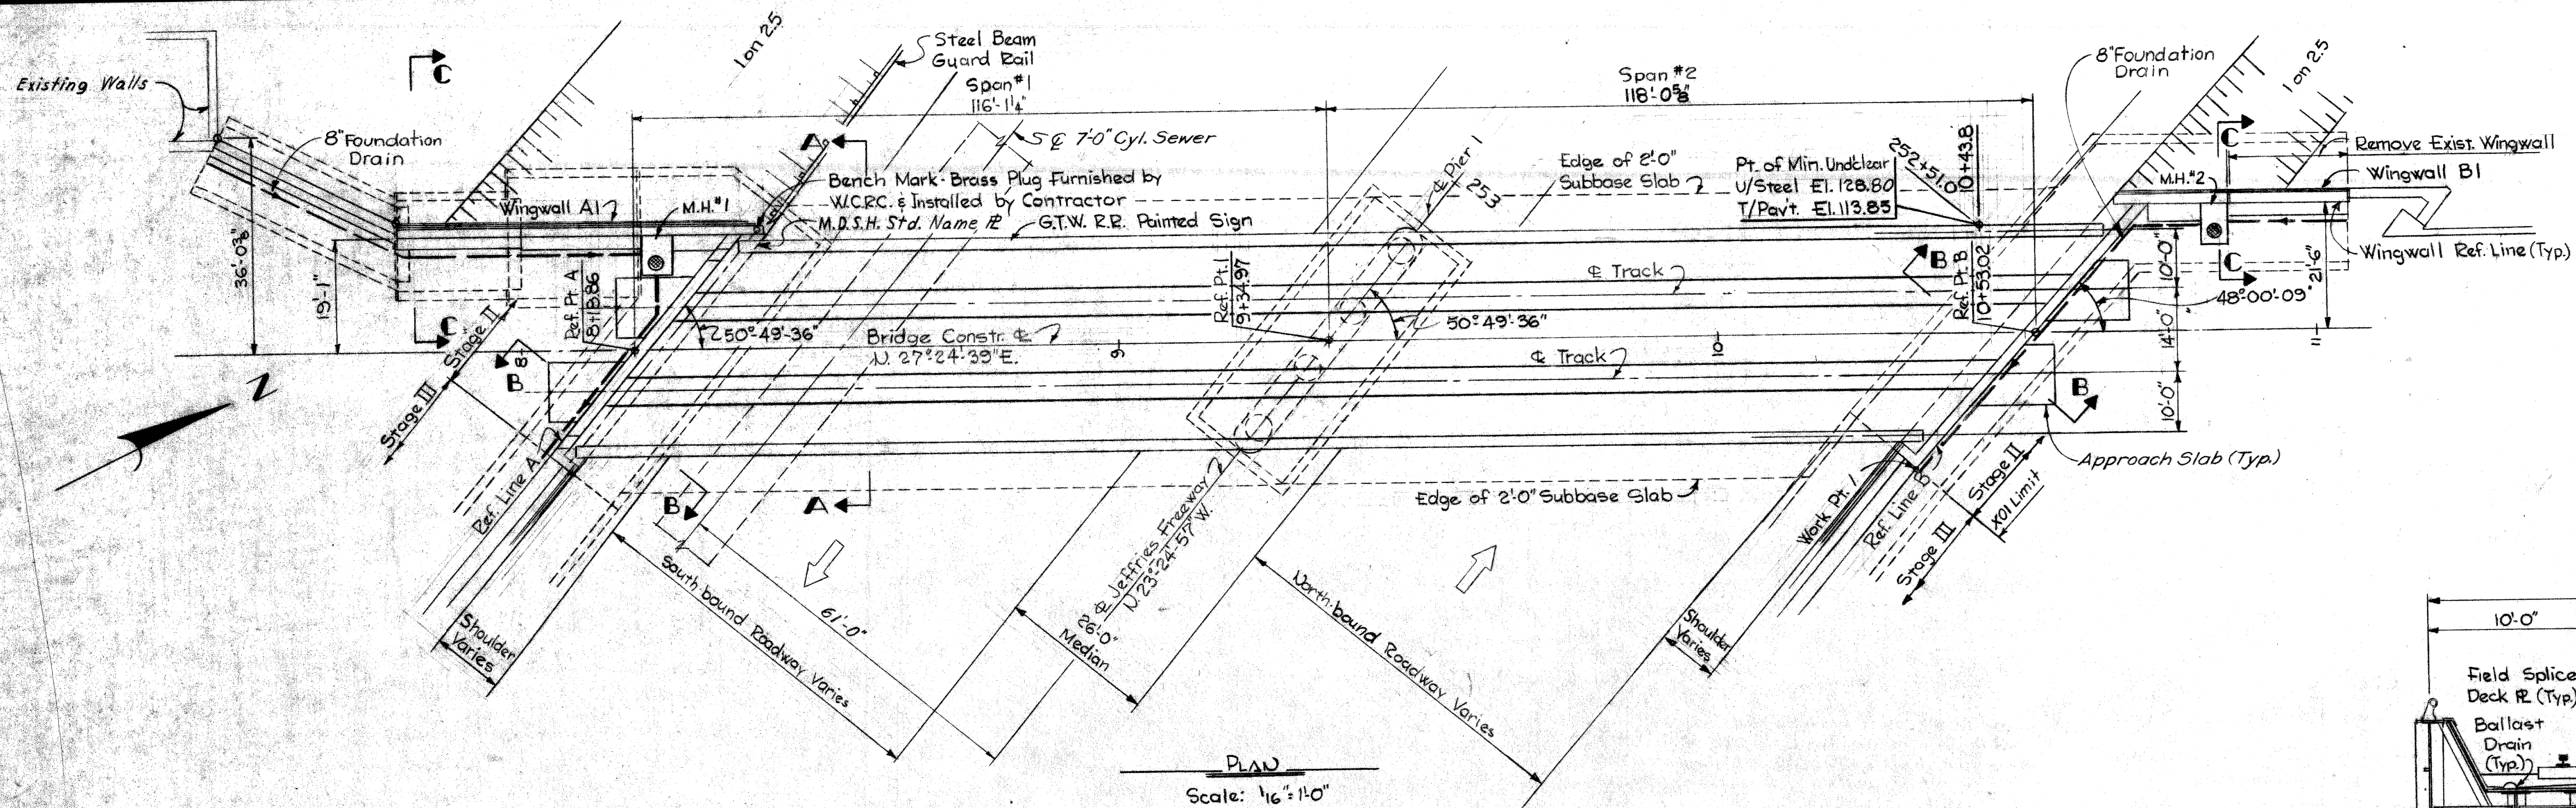 Existing Walls
C
1 on 2.5
Steel Beam
Guard Rail
Span #1
116'-1¼"
Span #2
118'-0⅝"
8" Foundation
Drain
1 on 2.5
8" Foundation
Drain
A
S ℄ 7'-0" Cyl. Sewer
℄ Pier 1
253
Edge of 2'-0"
Subbase Slab
Pt. of Min. Undclear
U/Steel El. 128.80
T/Pav't. El. 113.85
252+51.0
10+43.8
C
Remove Exist. Wingwall
Wingwall B1
M.H. #2
Bench Mark - Brass Plug Furnished by
W.C.R.C. & Installed by Contractor
M.D.S.H. Std. Name ℙL
G.T.W. R.R. Painted Sign
Wingwall A1
M.H. #1
36'-0⅜"
19'-1"
Ref. Pt. A
8+18.86
Ref. Pt. 1
9+34.97
℄ Track
B
Ref. Pt. B
10+53.02
10'-0"
21'-6"
C
Wingwall Ref. Line (Typ.)
48°-00'-09"
C
Stage II
Stage III
50°-49'-36"
Bridge Constr. ℄
N. 27°-24'-39" E.
9
50°-49'-36"
10
℄ Track
14'-0"
11
8
B
N
B
10'-0"
Approach Slab (Typ.)
Ref. Line A
B
A
Edge of 2'-0" Subbase Slab
Work Pt. 1
Ref. Line B
Stage II
X01 Limit
Stage III
℄ Jeffries Freeway
N. 23°-24'-57" W.
Shoulder
Varies
South bound Roadway Varies
61'-0"
26'-0"
Median
North-bound Roadway Varies
Shoulder
Varies
10'-0"
Field Splice
Deck ℙL (Typ.)
Ballast
Drain
(Typ.)
PLAN
Scale: 1/16"=1'-0"